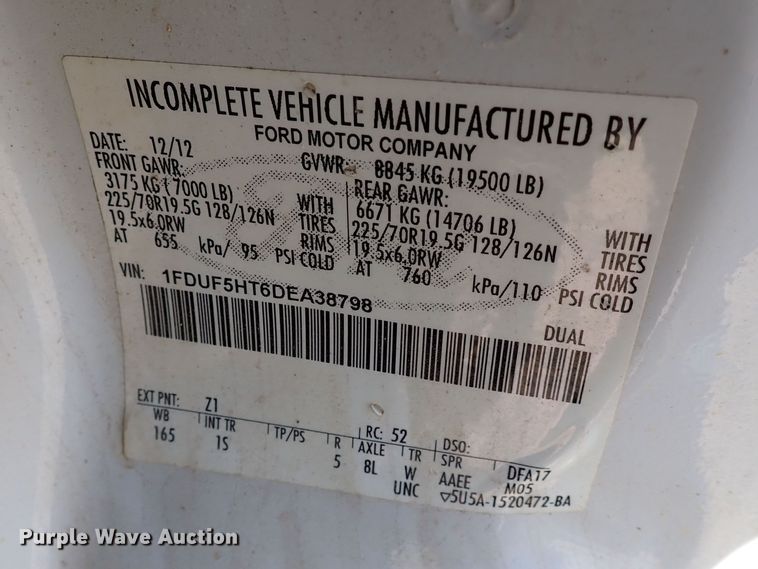 INCOMPLETE VEHICLE MANUFACTURED BY
FORD MOTOR COMPANY
DATE: 12/12 GVWR: 8845 KG (19500 LB)
FRONT GAWR: REAR GAWR:
3175 KG (7000 LB) WITH 6671 KG (14706 LB) WITH
225/70R19.5G 128/126N TIRES 225/70R19.5G 128/126N TIRES
19.5x6.0RW RIMS 19.5x6.0RW RIMS
AT 655 kPa/ 95 PSI COLD AT 760 kPa/110 PSI COLD
VIN: 1FDUF5HT6DEA38798
DUAL
EXT PNT: Z1 RC: 52 DSO:
WB INT TR TP/PS R AXLE TR SPR DFA17
165 1S 5 8L W AAEE M05
UNC ▽5U5A-1520472-BA
Purple Wave Auction